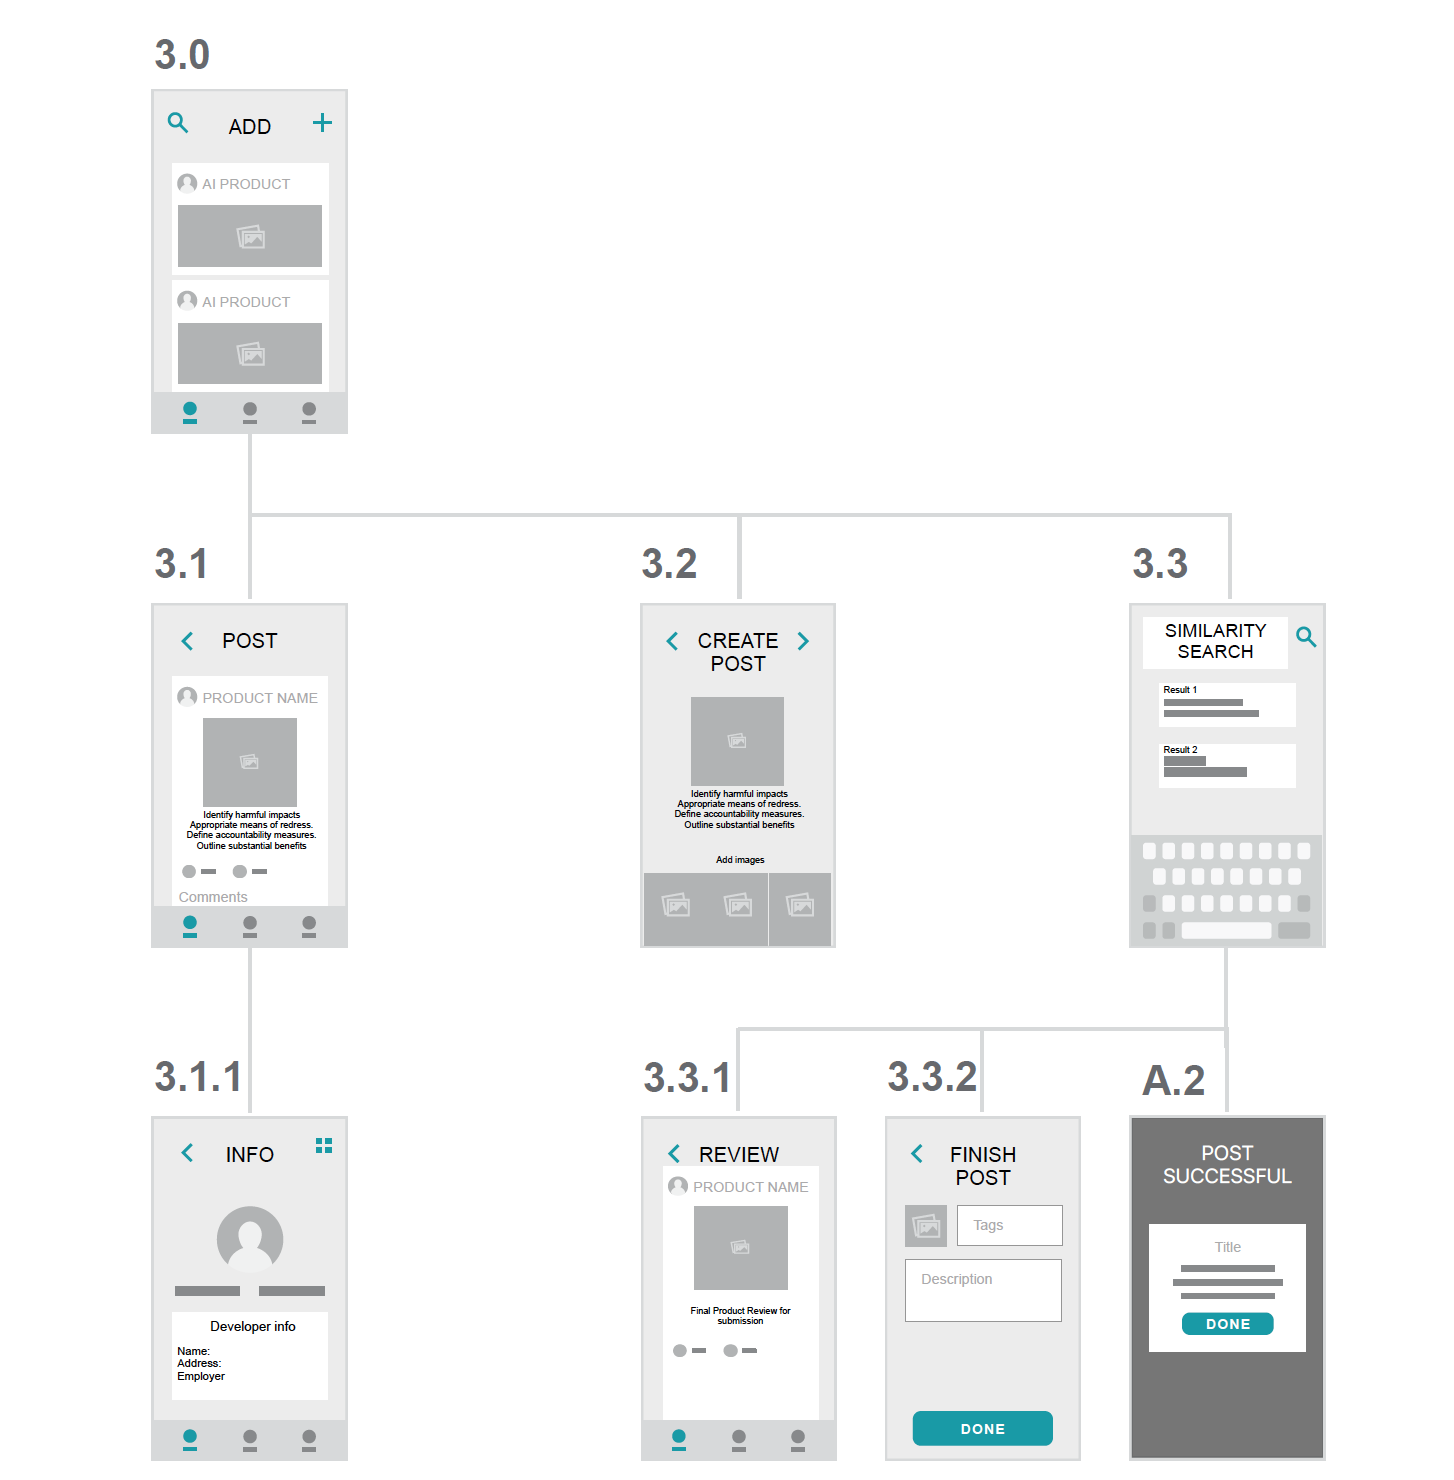 3.0
ADD
AI PRODUCT
AI PRODUCT
3.1
POST
PRODUCT NAME
Identify harmful impacts
Appropriate means of redress.
Define accountability measures.
Outline substantial benefits
Comments
3.2
CREATE
POST
Identify harmful impacts
Appropriate means of redress.
Define accountability measures.
Outline substantial benefits
Add images
3.3
SIMILARITY
SEARCH
Result 1
Result 2
3.1.1
INFO
Developer info
Name:
Address:
Employer
3.3.1
REVIEW
PRODUCT NAME
Final Product Review for
submission
3.3.2
FINISH
POST
Tags
Description
DONE
A.2
POST
SUCCESSFUL
Title
DONE